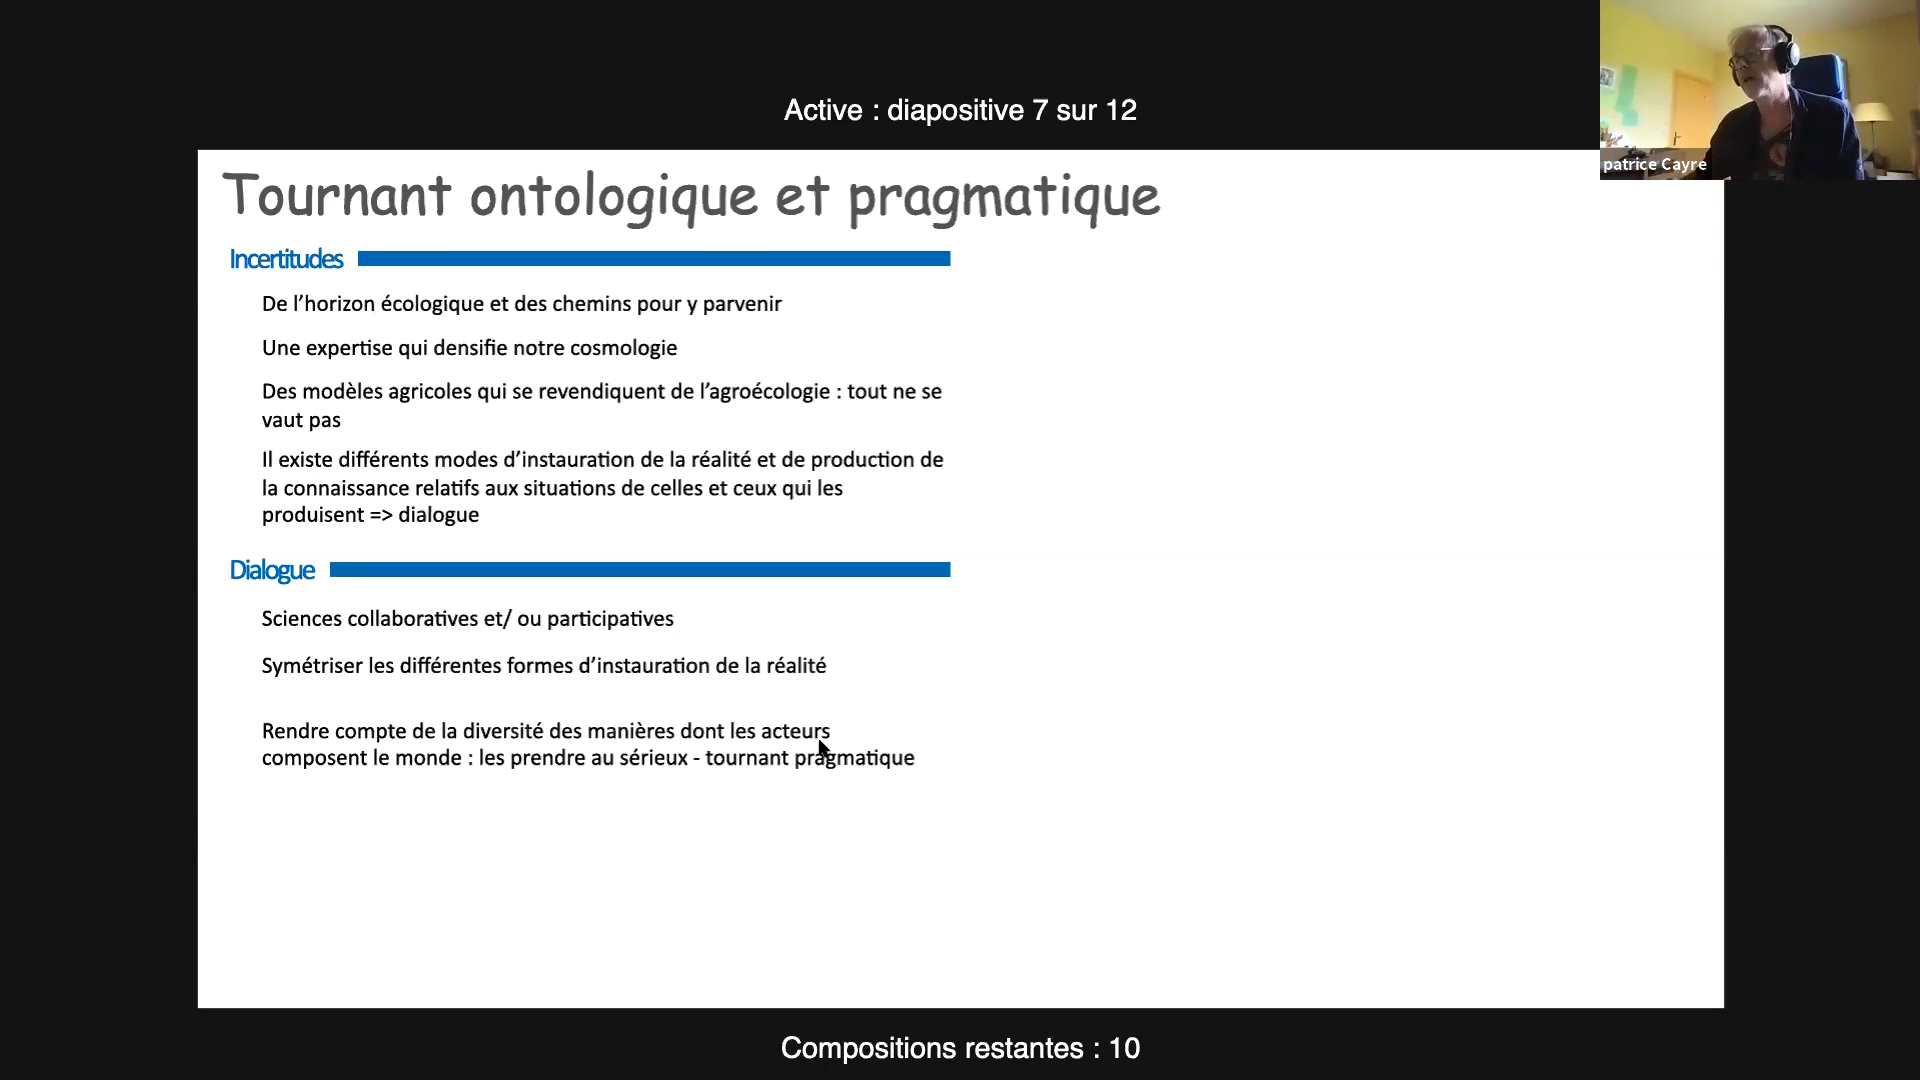 Active : diapositive 7 sur 12
patrice Cayre
Tournant ontologique et pragmatique
Incertitudes
De l’horizon écologique et des chemins pour y parvenir
Une expertise qui densifie notre cosmologie
Des modèles agricoles qui se revendiquent de l’agroécologie : tout ne se
vaut pas
Il existe différents modes d’instauration de la réalité et de production de
la connaissance relatifs aux situations de celles et ceux qui les
produisent => dialogue
Dialogue
Sciences collaboratives et/ ou participatives
Symétriser les différentes formes d’instauration de la réalité
Rendre compte de la diversité des manières dont les acteurs
composent le monde : les prendre au sérieux - tournant pragmatique
Compositions restantes : 10